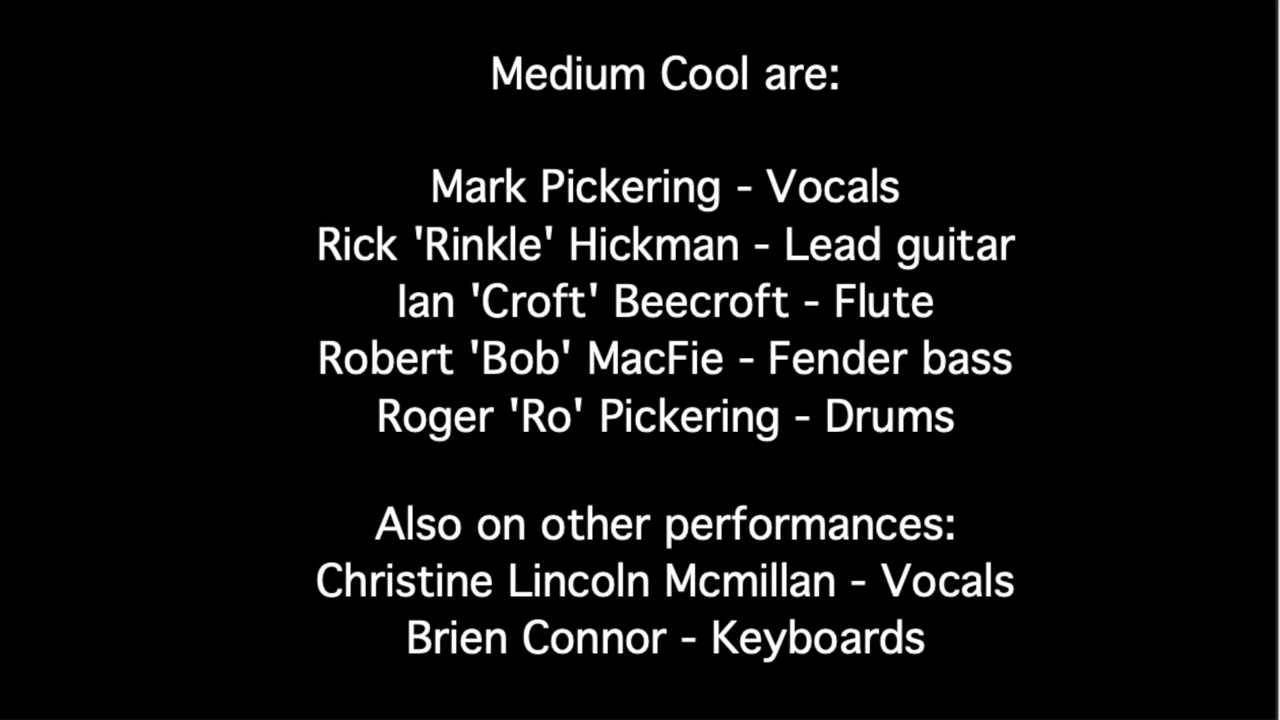 Medium Cool are:
Mark Pickering - Vocals
Rick 'Rinkle' Hickman - Lead guitar
Ian 'Croft' Beecroft - Flute
Robert 'Bob' MacFie - Fender bass
Roger 'Ro' Pickering - Drums
Also on other performances:
Christine Lincoln Mcmillan - Vocals
Brien Connor - Keyboards